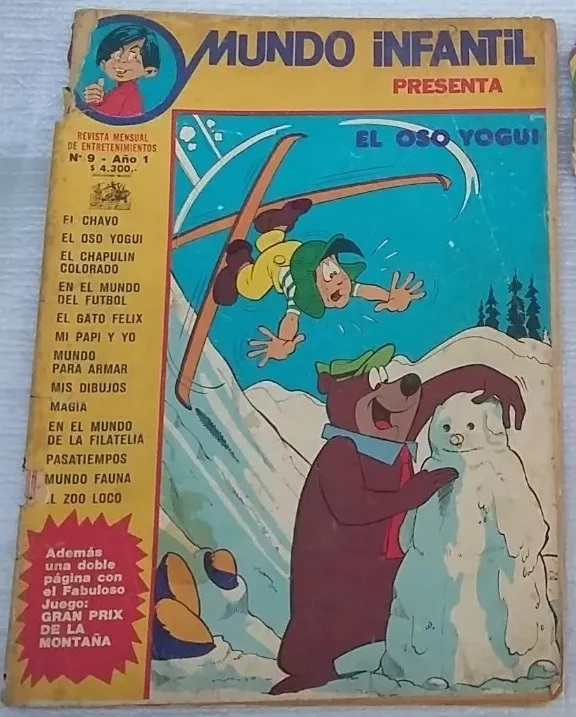 MUNDO iNFANTiL
PRESENTA
EL OSO YOGUI
REVISTA MENSUAL
DE ENTRETENIMIENTOS
Nº 9 - Año 1
$ 4.300,-
EL CHAVO
EL OSO YOGUI
EL CHAPULIN
COLORADO
EN EL MUNDO
DEL FUTBOL
EL GATO FELIX
MI PAPI Y YO
MUNDO
PARA ARMAR
MIS DIBUJOS
MAGIA
EN EL MUNDO
DE LA FILATELIA
PASATIEMPOS
MUNDO FAUNA
EL ZOO LOCO
Además
una doble
página con
el Fabuloso
Juego:
GRAN PRIX
DE LA
MONTAÑA